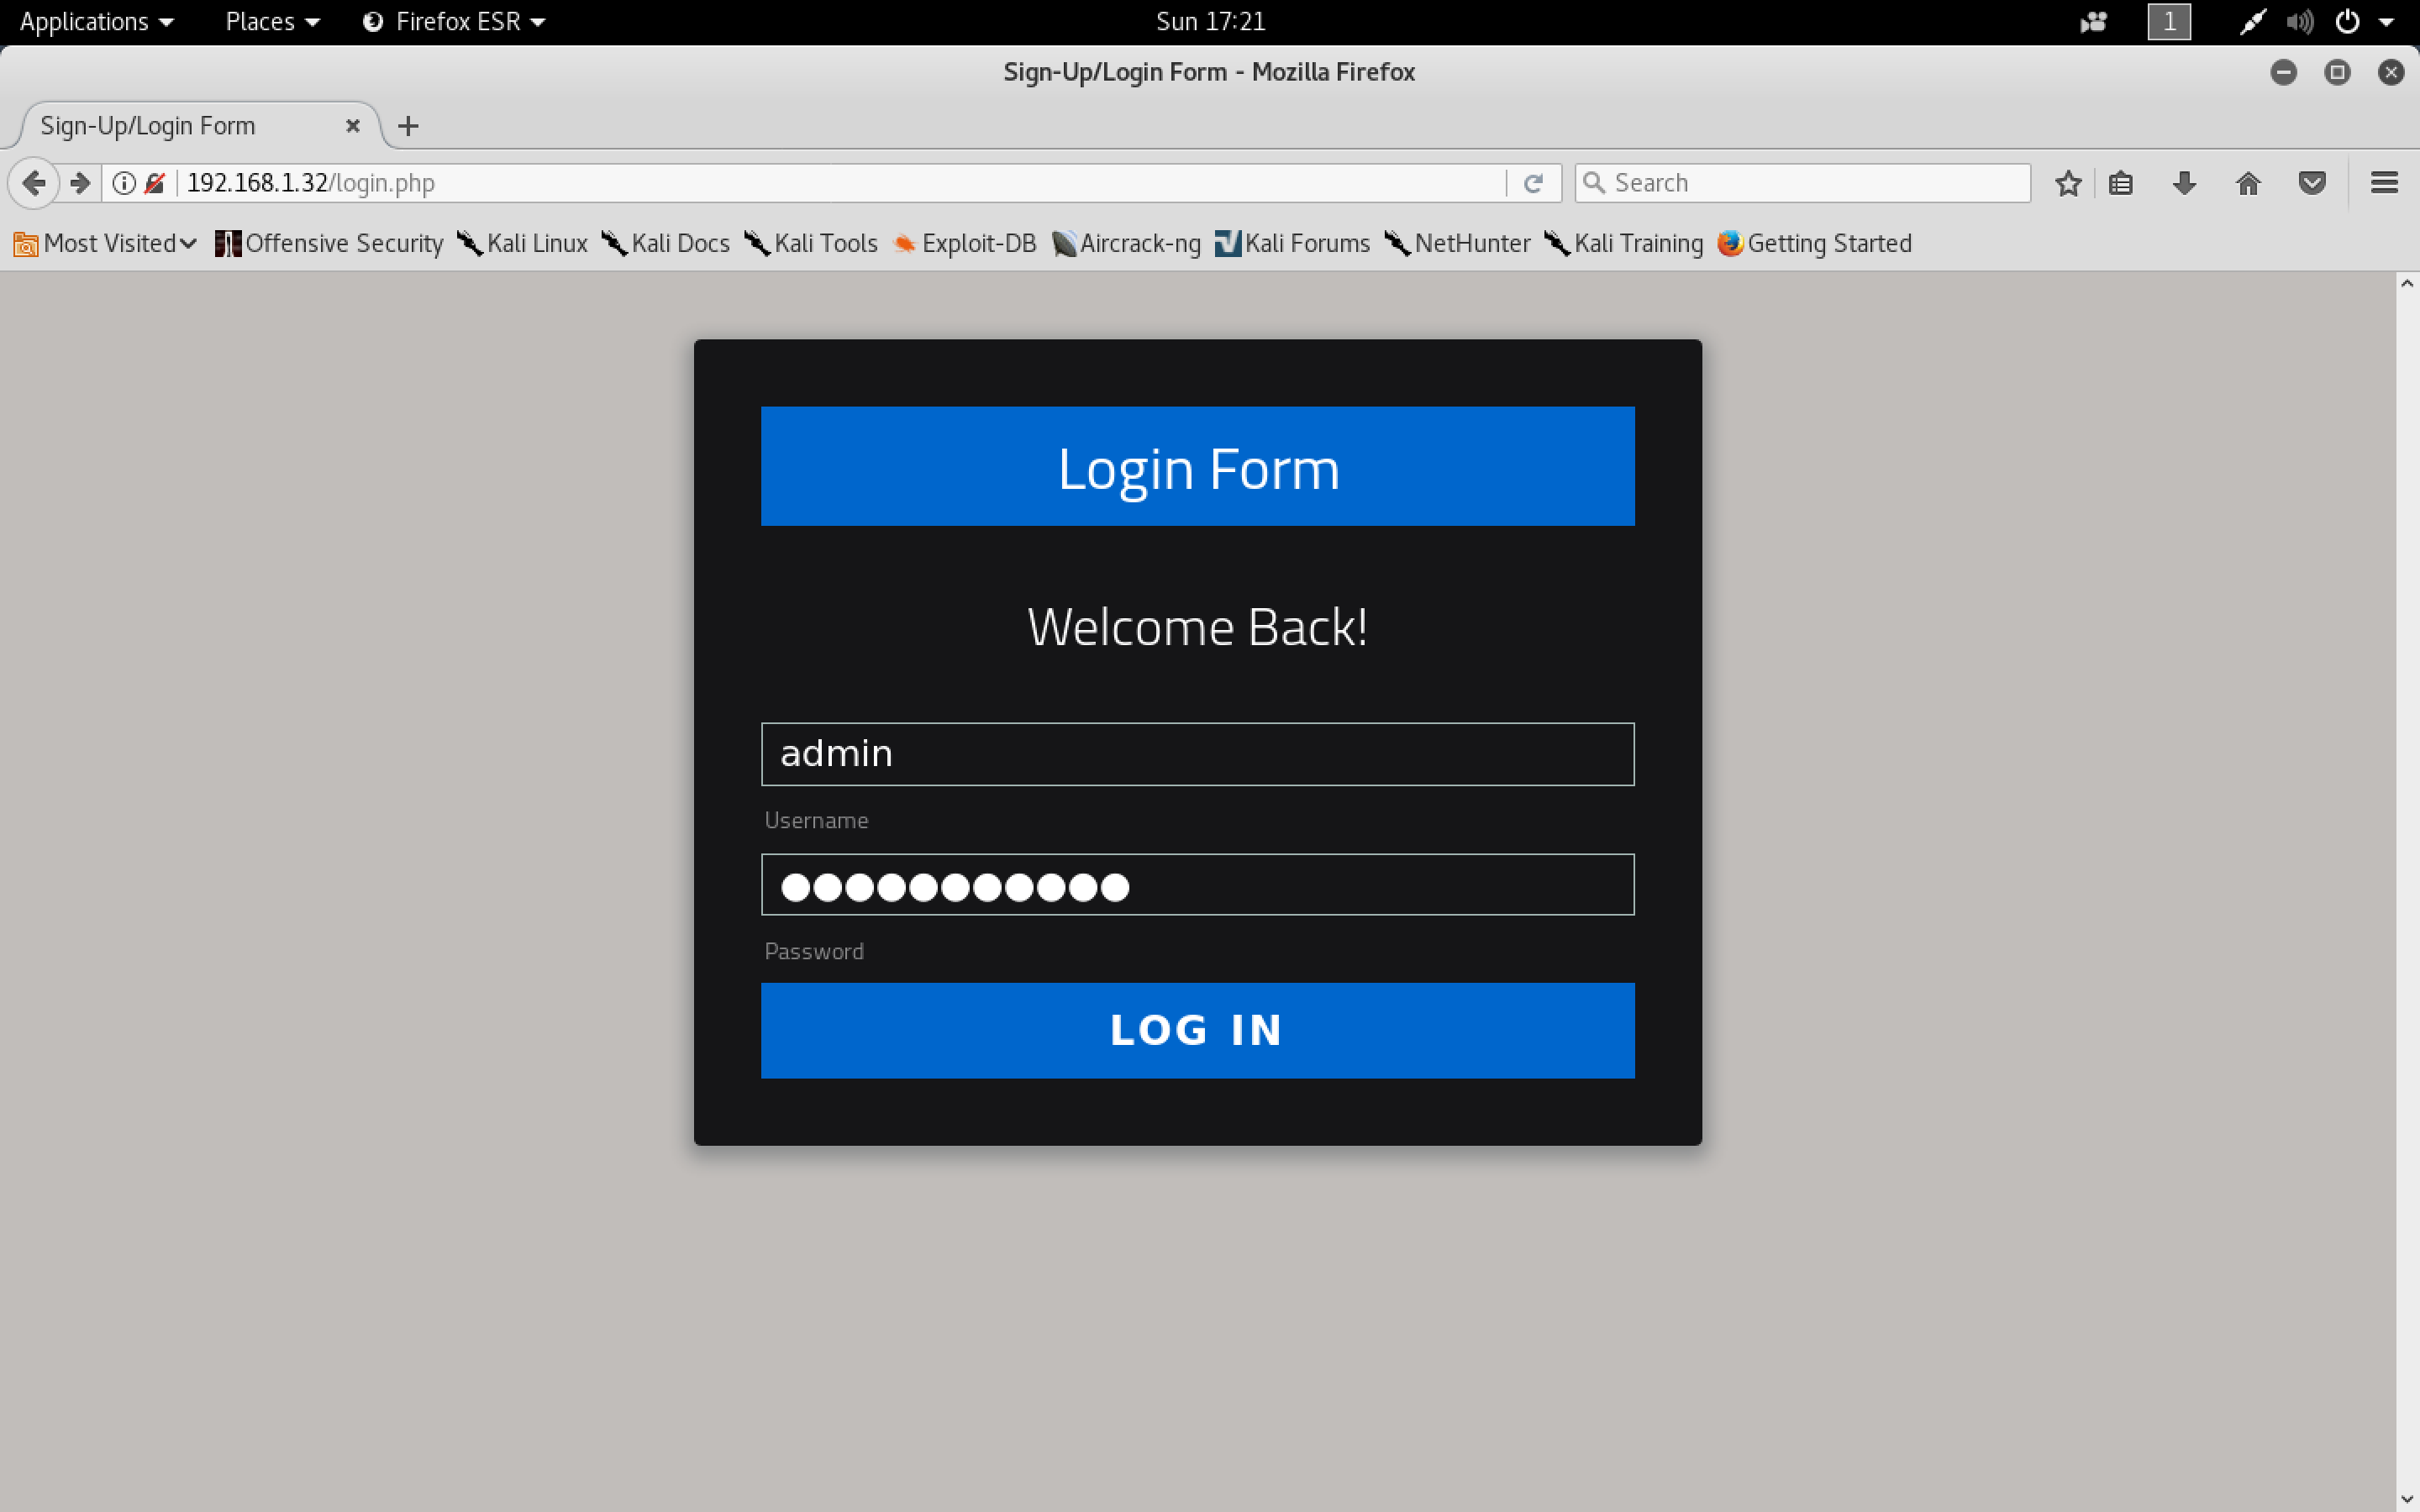 Applications Places Firefox ESR Sun 17:21 1
Sign-Up/Login Form - Mozilla Firefox
Sign-Up/Login Form
192.168.1.32/login.php Search
Most Visited Offensive Security Kali Linux Kali Docs Kali Tools Exploit-DB Aircrack-ng Kali Forums NetHunter Kali Training Getting Started
Login Form
Welcome Back!
admin
Username
●●●●●●●●●●●
Password
LOG IN